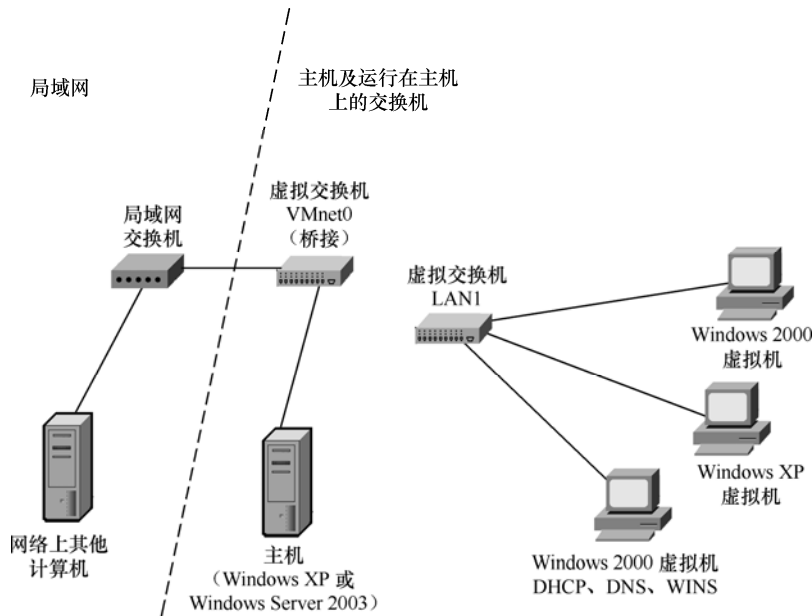 局域网
主机及运行在主机
上的交换机
局域网
交换机
虚拟交换机
VMnet0
（桥接）
虚拟交换机
LAN1
Windows 2000
虚拟机
Windows XP
虚拟机
网络上其他
计算机
主机
（Windows XP 或
Windows Server 2003）
Windows 2000 虚拟机
DHCP、DNS、WINS